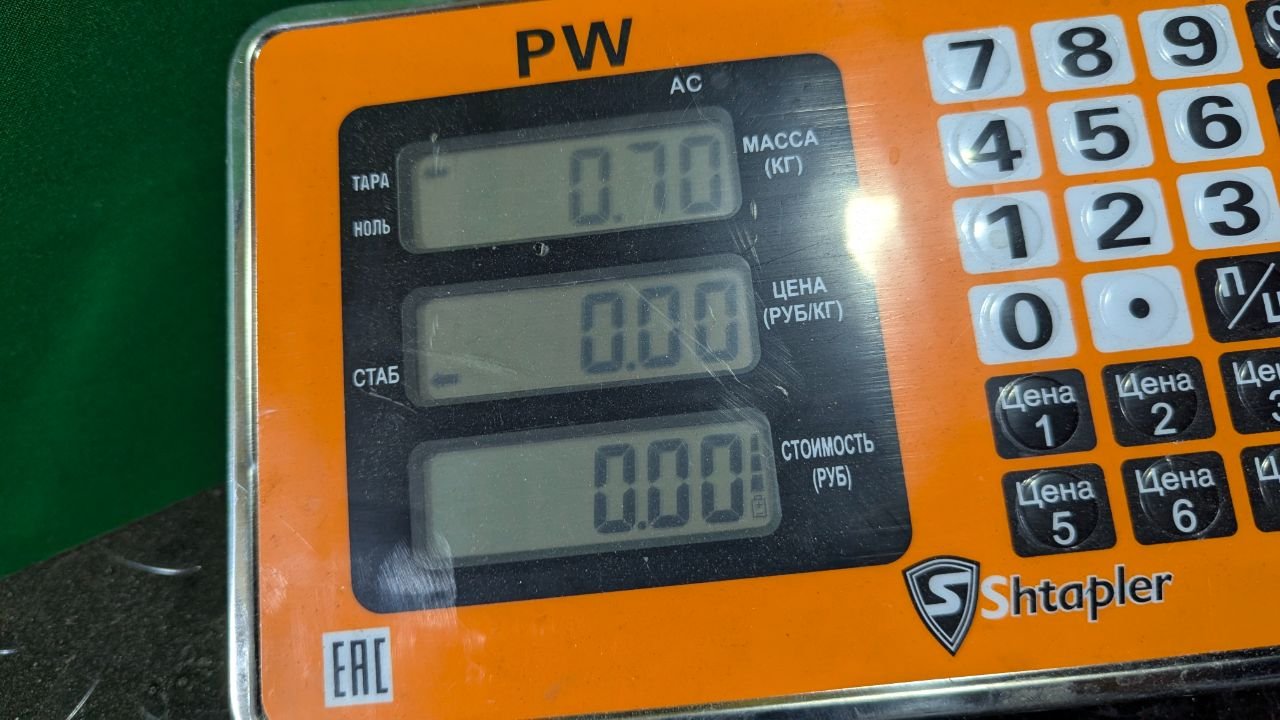 PW
AC
0.70
МАССА
(КГ)
ТАРА
НОЛЬ
0.00
ЦЕНА
(РУБ/КГ)
СТАБ
0.00
СТОИМОСТЬ
(РУБ)
7 8 9
4 5 6
1 2 3
0 •
П/Ц
Цена 1
Цена 2
Цена 5
Цена 6
S Shtapler
EAC